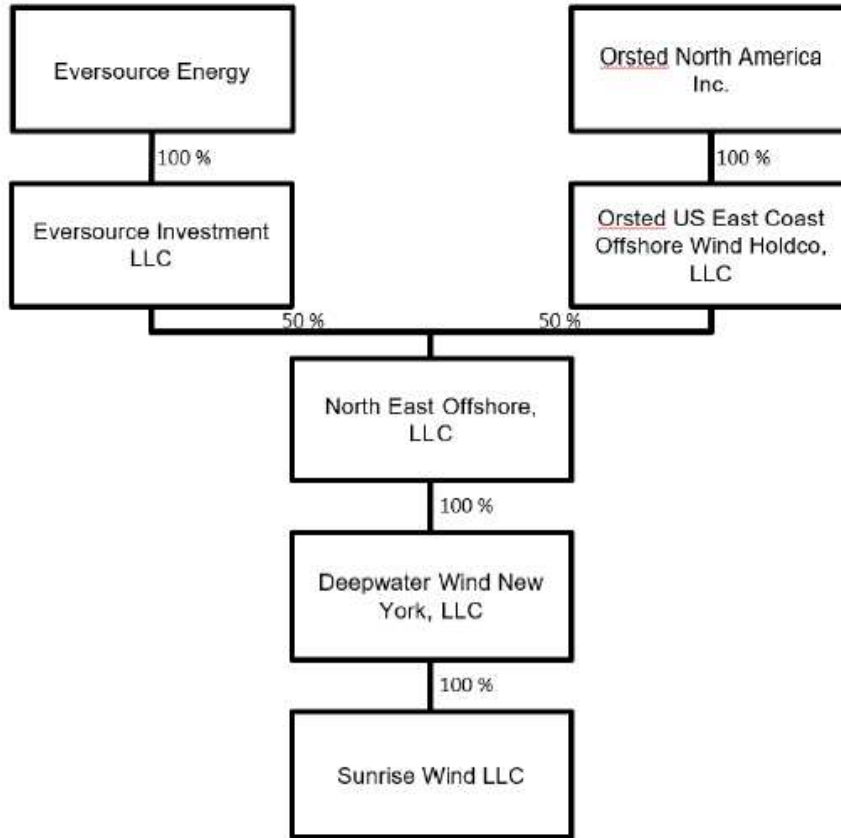 Eversource Energy
Orsted North America
Inc.
100 %
100 %
Eversource Investment
LLC
Orsted US East Coast
Offshore Wind Holdco,
LLC
50 %
50 %
North East Offshore,
LLC
100 %
Deepwater Wind New
York, LLC
100 %
Sunrise Wind LLC